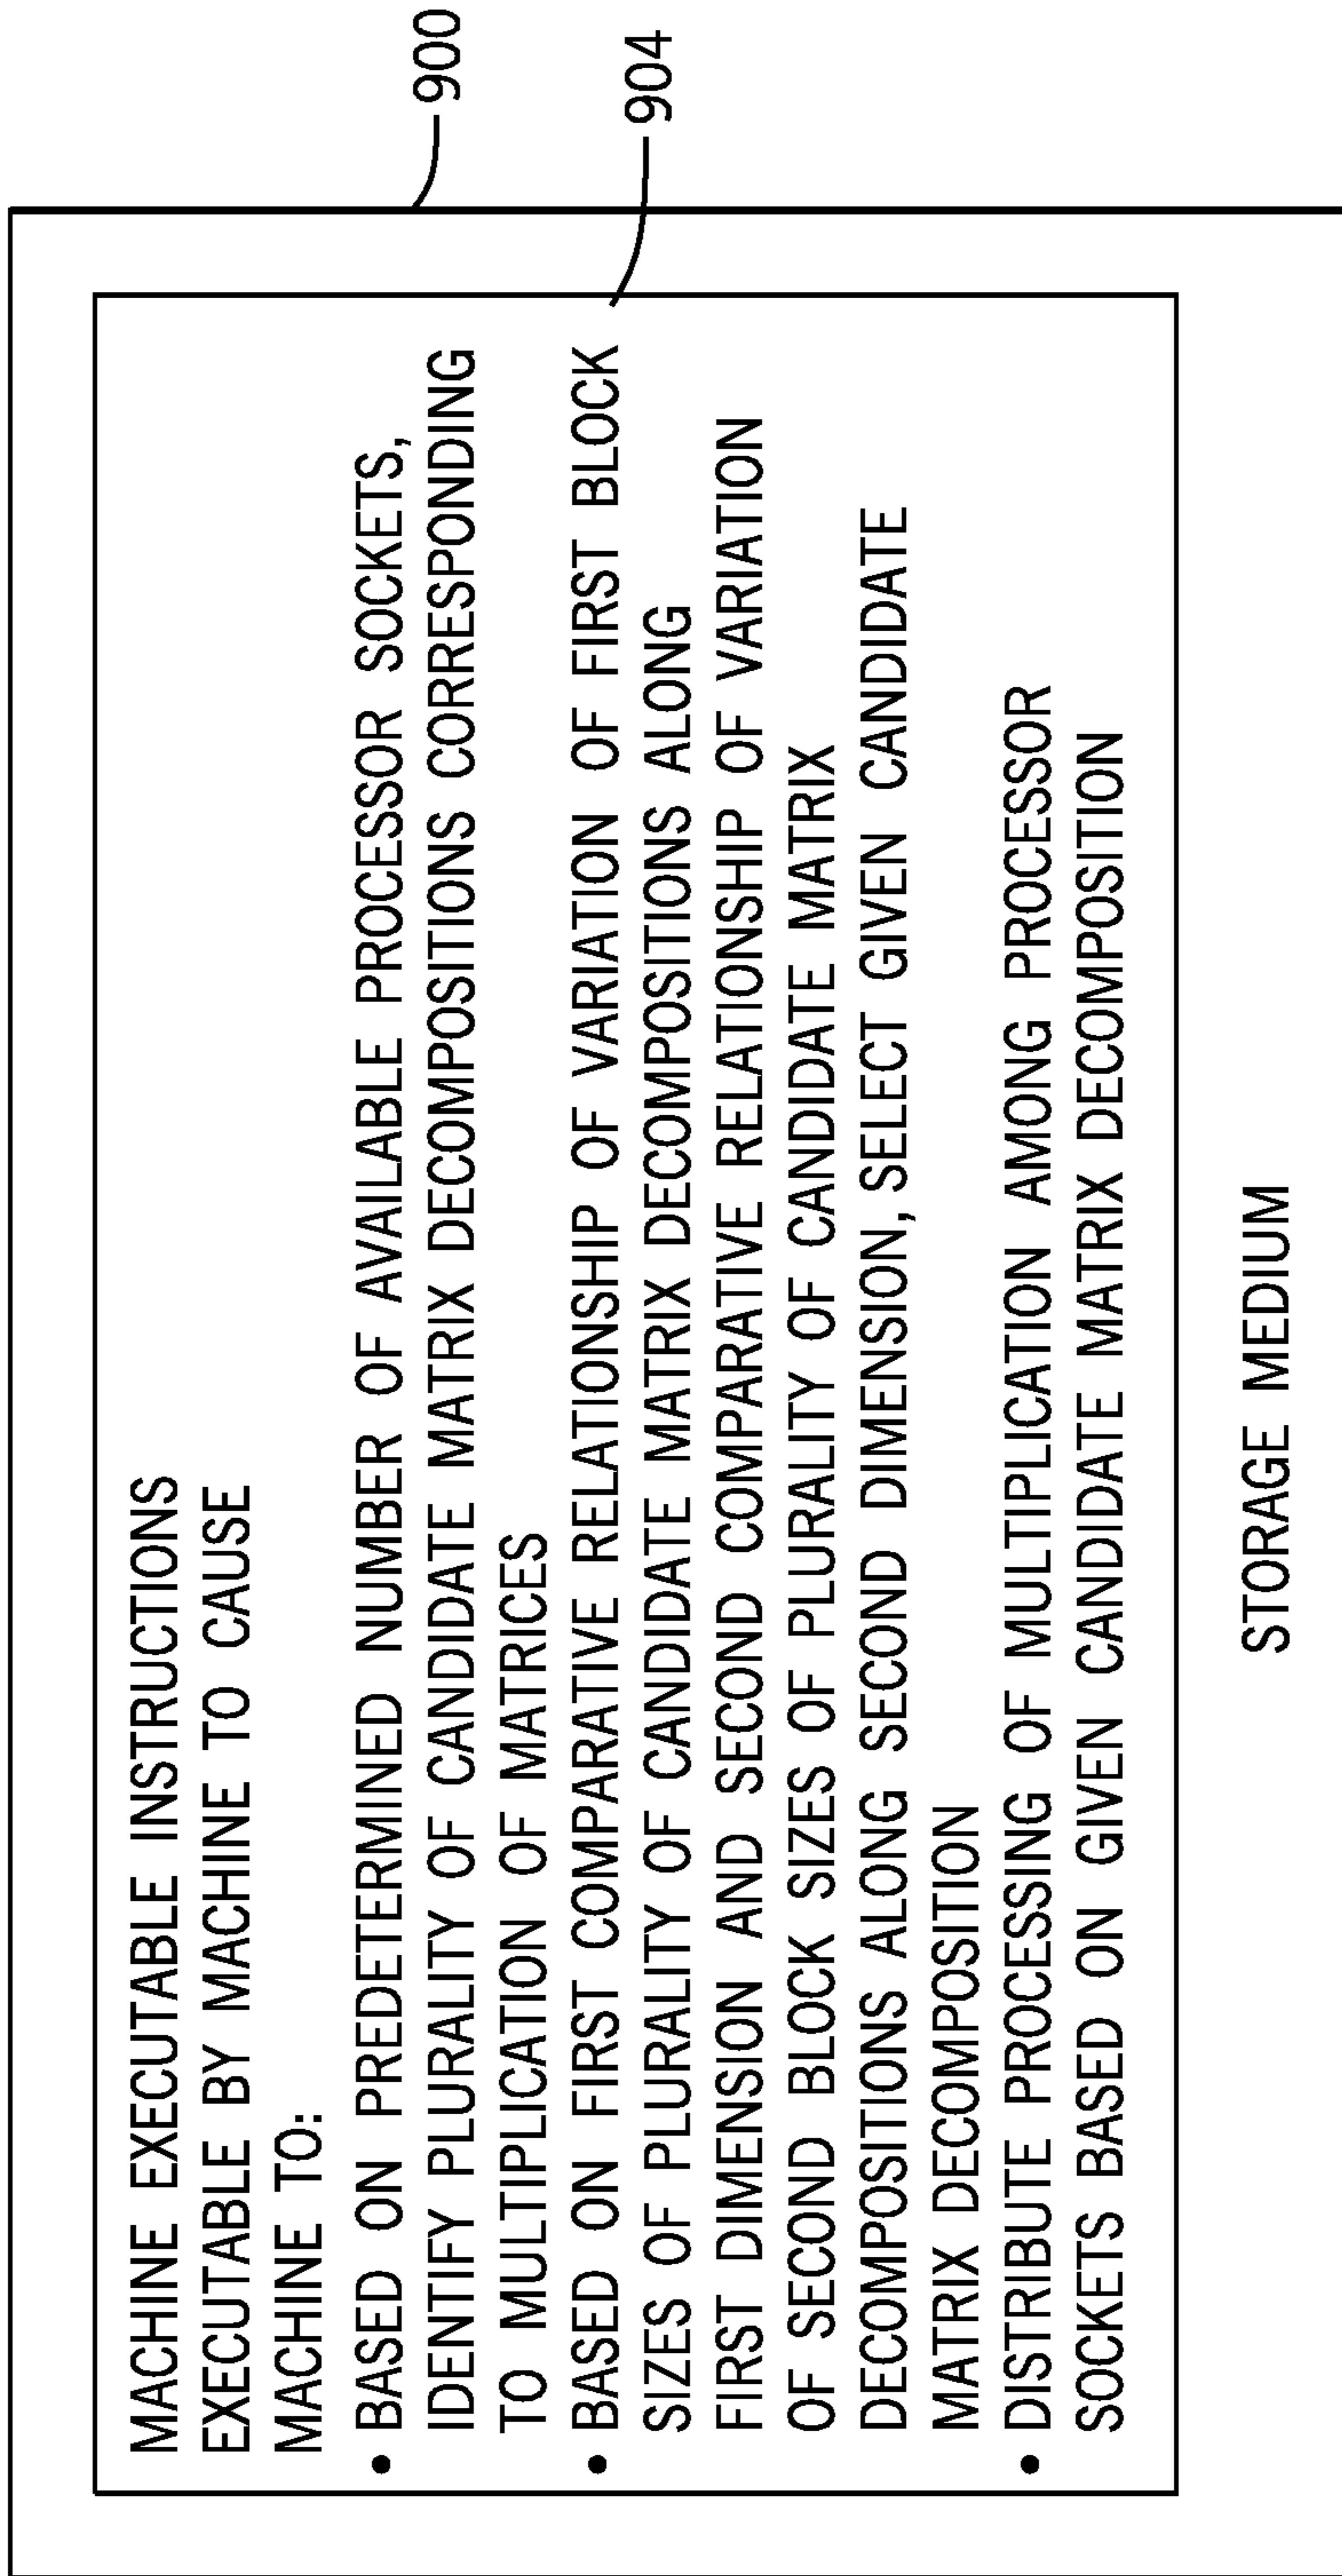 MACHINE EXECUTABLE INSTRUCTIONS
EXECUTABLE BY MACHINE TO CAUSE
MACHINE TO:
• BASED ON PREDETERMINED NUMBER OF AVAILABLE PROCESSOR SOCKETS,
IDENTIFY PLURALITY OF CANDIDATE MATRIX DECOMPOSITIONS CORRESPONDING
TO MULTIPLICATION OF MATRICES
• BASED ON FIRST COMPARATIVE RELATIONSHIP OF VARIATION OF FIRST BLOCK
SIZES OF PLURALITY OF CANDIDATE MATRIX DECOMPOSITIONS ALONG
FIRST DIMENSION AND SECOND COMPARATIVE RELATIONSHIP OF VARIATION
OF SECOND BLOCK SIZES OF PLURALITY OF CANDIDATE MATRIX
DECOMPOSITIONS ALONG SECOND DIMENSION, SELECT GIVEN CANDIDATE
MATRIX DECOMPOSITION
• DISTRIBUTE PROCESSING OF MULTIPLICATION AMONG PROCESSOR
SOCKETS BASED ON GIVEN CANDIDATE MATRIX DECOMPOSITION
STORAGE MEDIUM
900
904